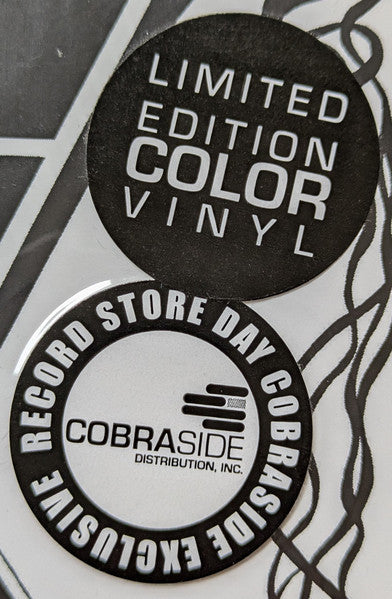 LIMITED
EDITION
COLOR
VINYL
RECORD STORE DAY COBRASIDE EXCLUSIVE
COBRASIDE
DISTRIBUTION, INC.